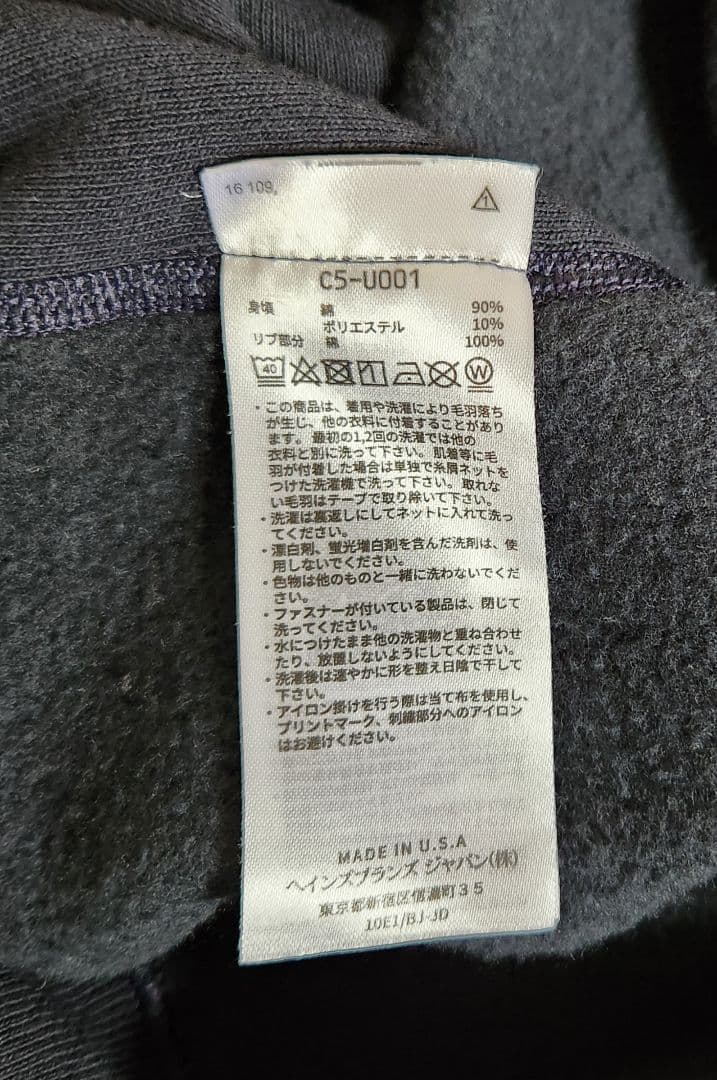 16 109,
1
C5-U001
身頃 綿 90%
ポリエステル 10%
リブ部分 綿 100%
40 W
・この商品は、着用や洗濯により毛羽落ち
が生じ、他の衣料に付着することがあり
ます。最初の1,2回の洗濯では他の
衣料と別に洗って下さい。肌着等に毛
羽が付着した場合は単独で糸屑ネットを
つけた洗濯機で洗って下さい。取れな
い毛羽はテープで取り除いて下さい。
・洗濯は裏返しにしてネットに入れて洗っ
てください。
・漂白剤、蛍光増白剤を含んだ洗剤は、使
用しないでください。
・色物は他のものと一緒に洗わないでくだ
さい。
・ファスナーが付いている製品は、閉じて
洗ってください。
・水につけたまま他の洗濯物と重ね合わせ
たり、放置しないようにしてください。
・洗濯後は速やかに形を整え日陰で干して
下さい。
・アイロン掛けを行う際は当て布を使用し、
プリントマーク、刺繍部分へのアイロン
はお避けください。
MADE IN U.S.A
ヘインズブランズ ジャパン(株)
東京都新宿区信濃町35
10E1/BJ-JD